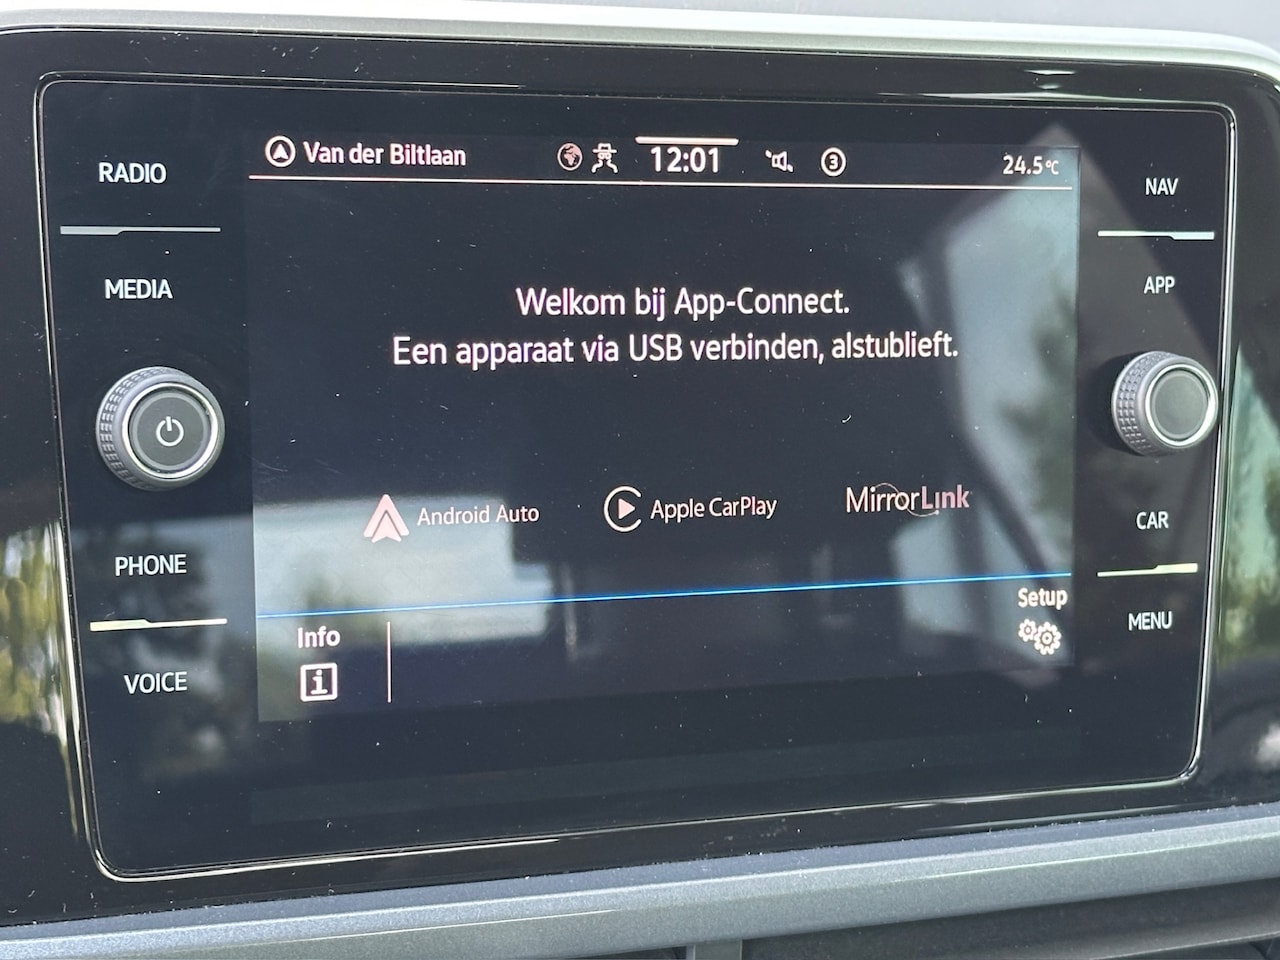 RADIO
MEDIA
PHONE
VOICE
Van der Biltlaan
12:01
3
24.5°C
Welkom bij App-Connect.
Een apparaat via USB verbinden, alstublieft.
Android Auto
Apple CarPlay
MirrorLink
Info
i
Setup
NAV
APP
CAR
MENU